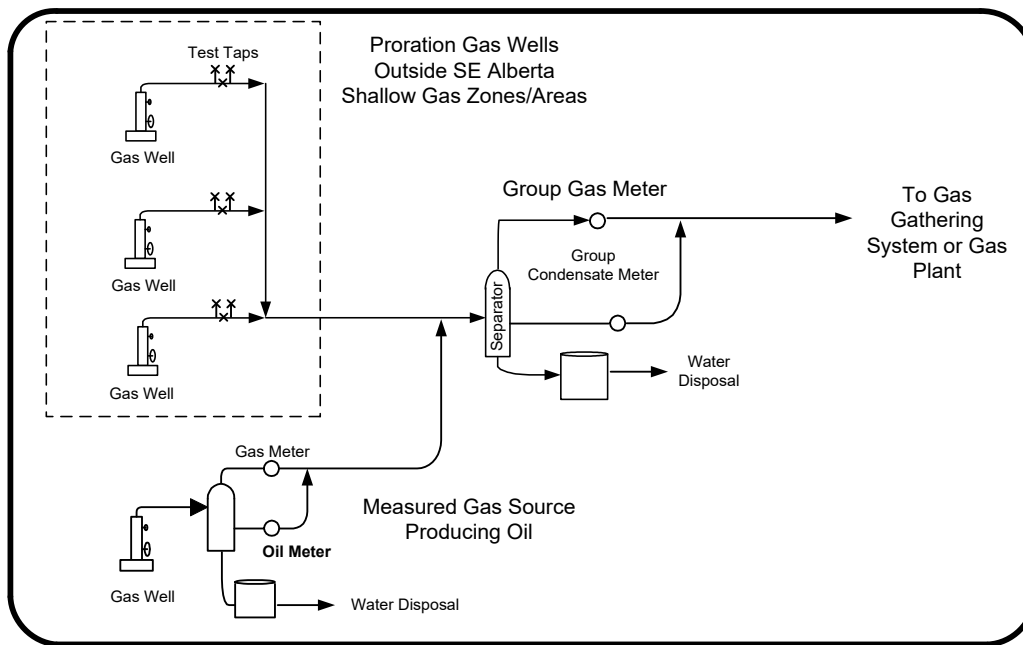 Test Taps
Proration Gas Wells
Outside SE Alberta
Shallow Gas Zones/Areas
Gas Well
Gas Well
Gas Well
Group Gas Meter
Group
Condensate Meter
Separator
To Gas
Gathering
System or Gas
Plant
Water
Disposal
Gas Meter
Measured Gas Source
Producing Oil
Oil Meter
Gas Well
Water Disposal